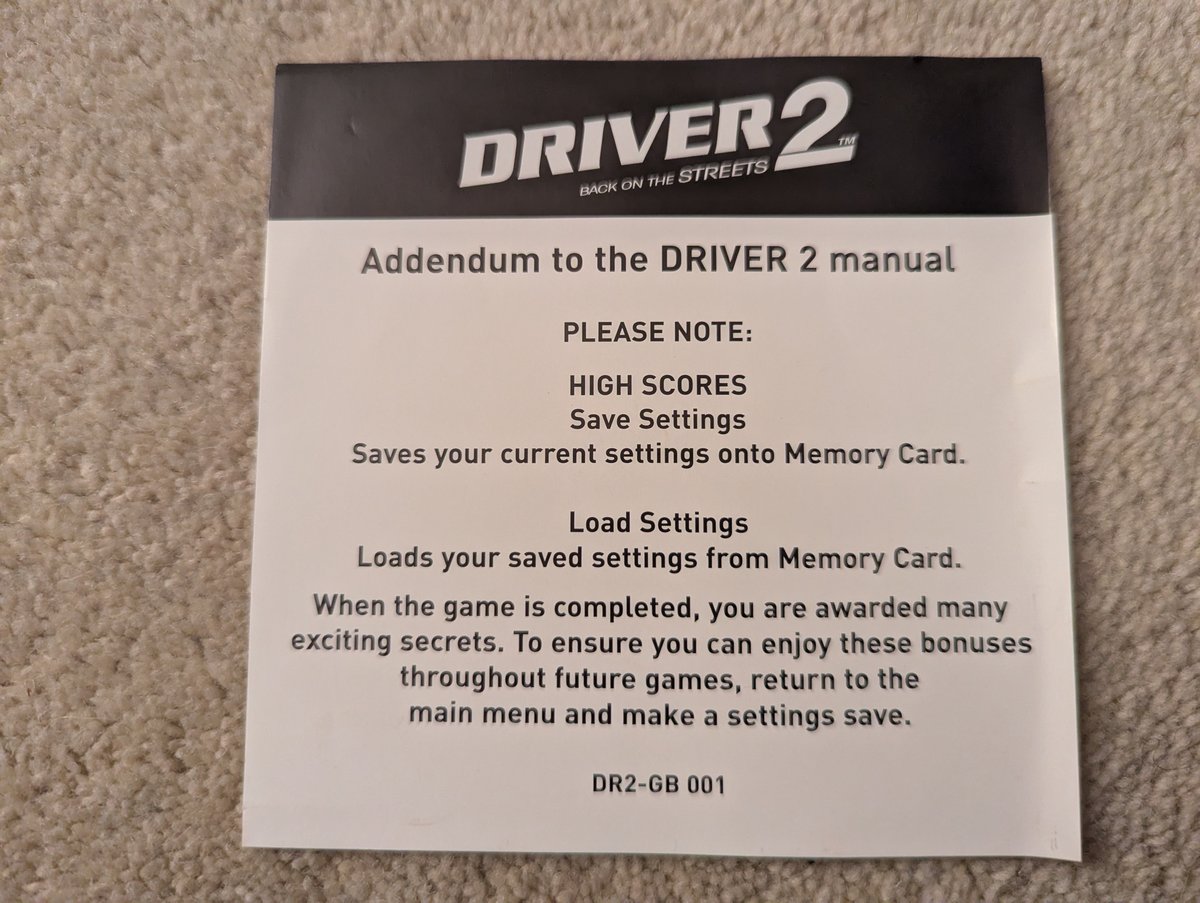 DRIVER 2™
BACK ON THE STREETS
Addendum to the DRIVER 2 manual
PLEASE NOTE:
HIGH SCORES
Save Settings
Saves your current settings onto Memory Card.
Load Settings
Loads your saved settings from Memory Card.
When the game is completed, you are awarded many
exciting secrets. To ensure you can enjoy these bonuses
throughout future games, return to the
main menu and make a settings save.
DR2-GB 001